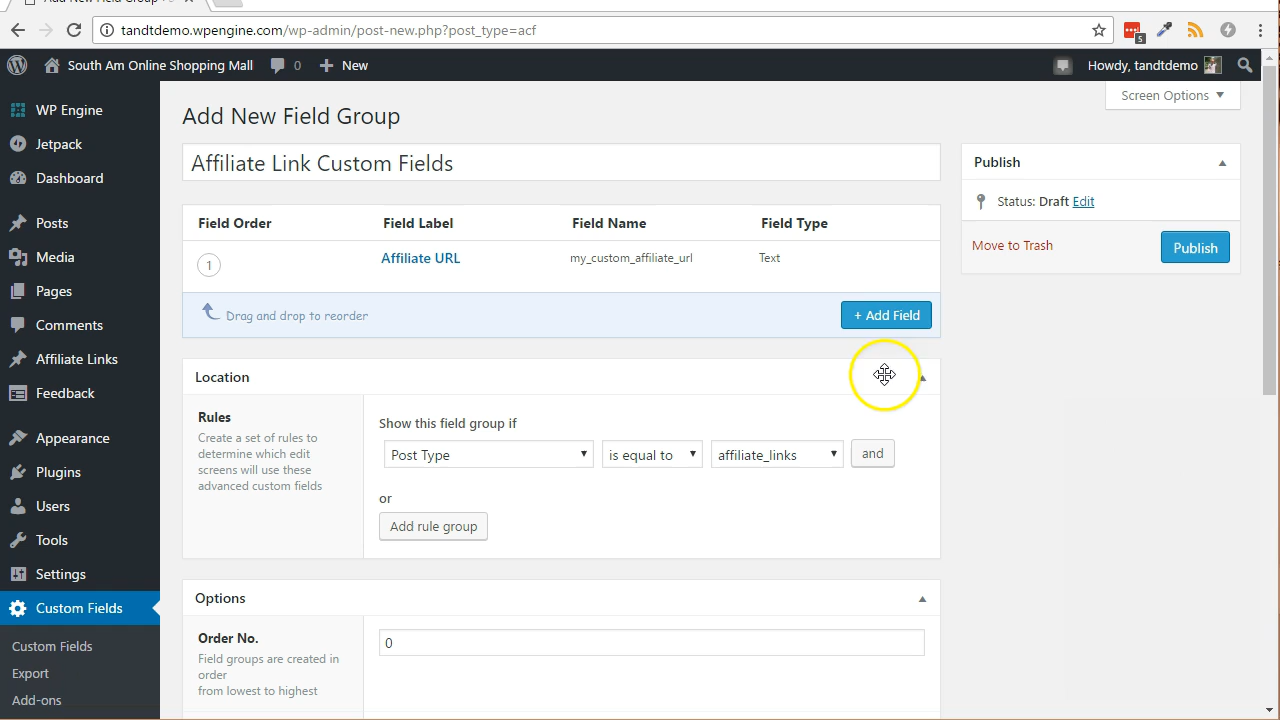 tandtdemo.wpengine.com/wp-admin/post-new.php?post_type=acf
5
South Am Online Shopping Mall 0 New
Howdy, tandtdemo
Screen Options
WP Engine
Jetpack
Dashboard
Posts
Media
Pages
Comments
Affiliate Links
Feedback
Appearance
Plugins
Users
Tools
Settings
Custom Fields
Custom Fields
Export
Add-ons
Add New Field Group
Affiliate Link Custom Fields
Field Order Field Label Field Name Field Type
1 Affiliate URL my_custom_affiliate_url Text
Drag and drop to reorder
+ Add Field
Location
Rules
Create a set of rules to
determine which edit
screens will use these
advanced custom fields
Show this field group if
Post Type is equal to affiliate_links and
or
Add rule group
Options
Order No.
Field groups are created in
order
from lowest to highest
0
Publish
Status: Draft Edit
Move to Trash
Publish